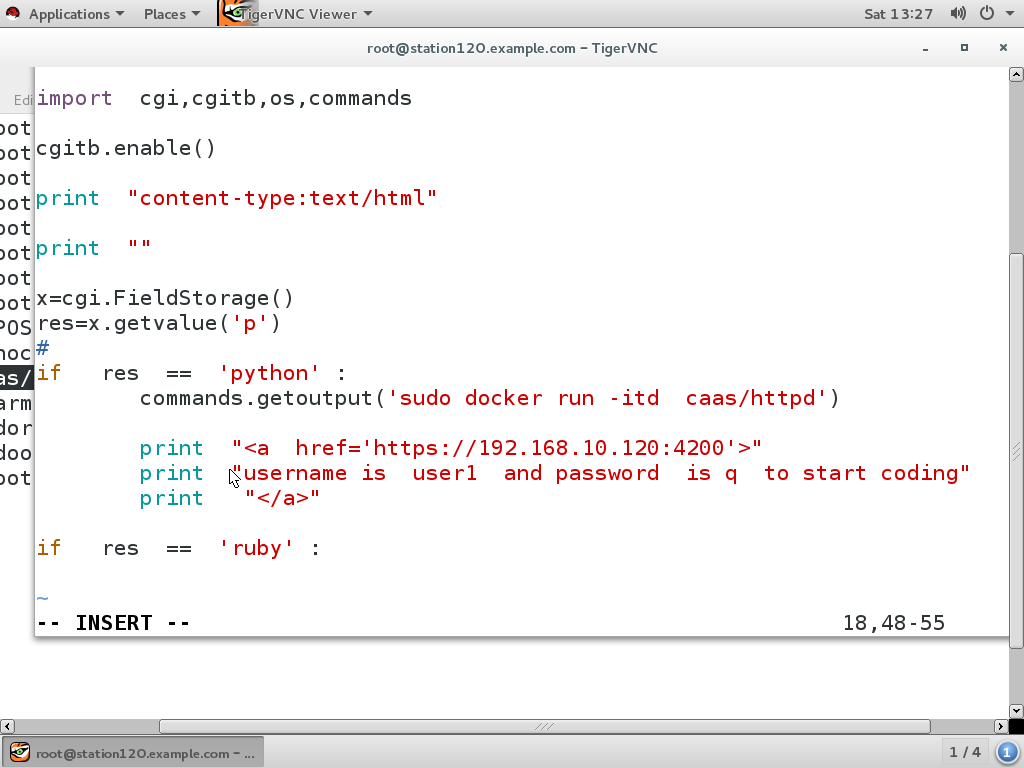 Applications Places TigerVNC Viewer Sat 13:27
root@station120.example.com – TigerVNC
Edi
import cgi,cgitb,os,commands
oot
oot
cgitb.enable()
oot
oot
print "content-type:text/html"
oot
oot
print ""
oot
x=cgi.FieldStorage()
oot
res=x.getvalue('p')
POS
#
hoc
if res == 'python' :
as/
commands.getoutput('sudo docker run -itd caas/httpd')
arm
dor
print "<a href='https://192.168.10.120:4200'>"
doo
print "username is user1 and password is q to start coding"
oot
print "</a>"
if res == 'ruby' :
~
-- INSERT -- 18,48-55
root@station120.example.com – ... 1 / 4 1